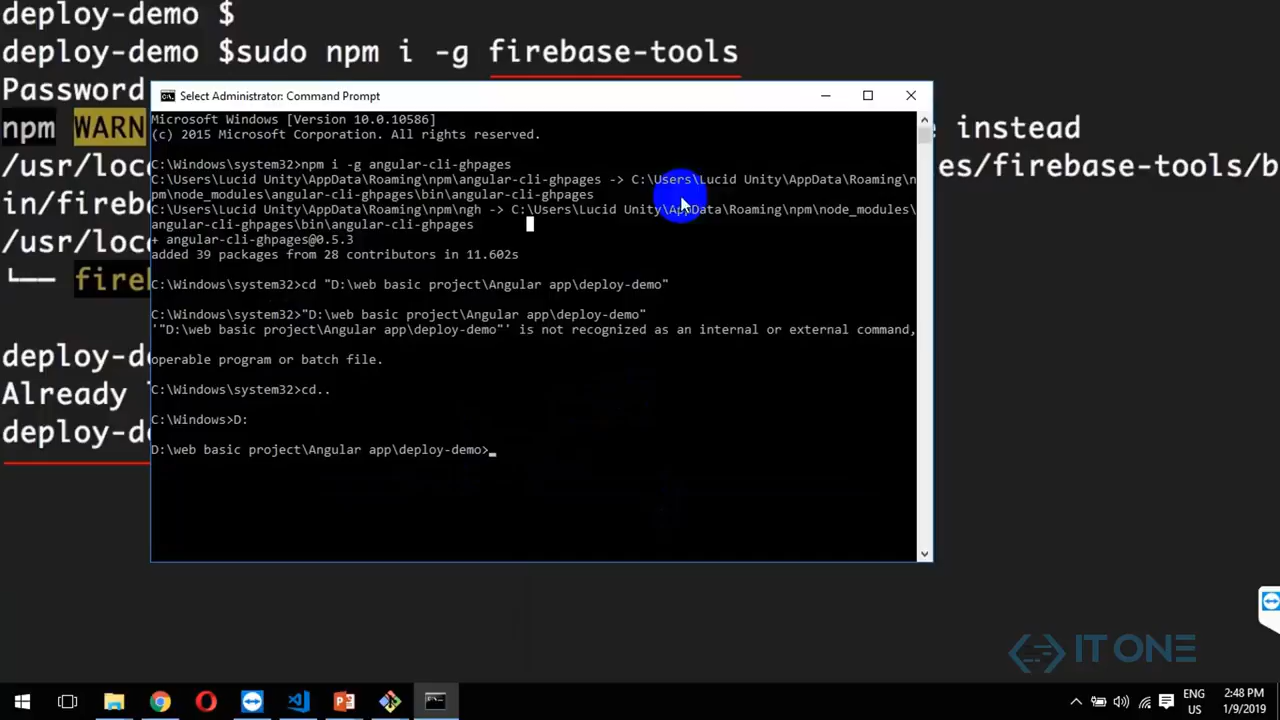 deploy-demo $
deploy-demo $sudo npm i -g firebase-tools
Password
npm WARN
instead
/usr/loc
es/firebase-tools/b
in/fireb
/usr/loc
└── fire
deploy-de
Already
deploy-de
Select Administrator: Command Prompt
Microsoft Windows [Version 10.0.10586]
(c) 2015 Microsoft Corporation. All rights reserved.
C:\Windows\system32>npm i -g angular-cli-ghpages
C:\Users\Lucid Unity\AppData\Roaming\npm\angular-cli-ghpages -> C:\Users\Lucid Unity\AppData\Roaming\n
pm\node_modules\angular-cli-ghpages\bin\angular-cli-ghpages
C:\Users\Lucid Unity\AppData\Roaming\npm\ngh -> C:\Users\Lucid Unity\AppData\Roaming\npm\node_modules\
angular-cli-ghpages\bin\angular-cli-ghpages
+ angular-cli-ghpages@0.5.3
added 39 packages from 28 contributors in 11.602s
C:\Windows\system32>cd "D:\web basic project\Angular app\deploy-demo"
C:\Windows\system32>"D:\web basic project\Angular app\deploy-demo"
'"D:\web basic project\Angular app\deploy-demo"' is not recognized as an internal or external command,
operable program or batch file.
C:\Windows\system32>cd..
C:\Windows>D:
D:\web basic project\Angular app\deploy-demo>
IT ONE
ENG
US
2:48 PM
1/9/2019